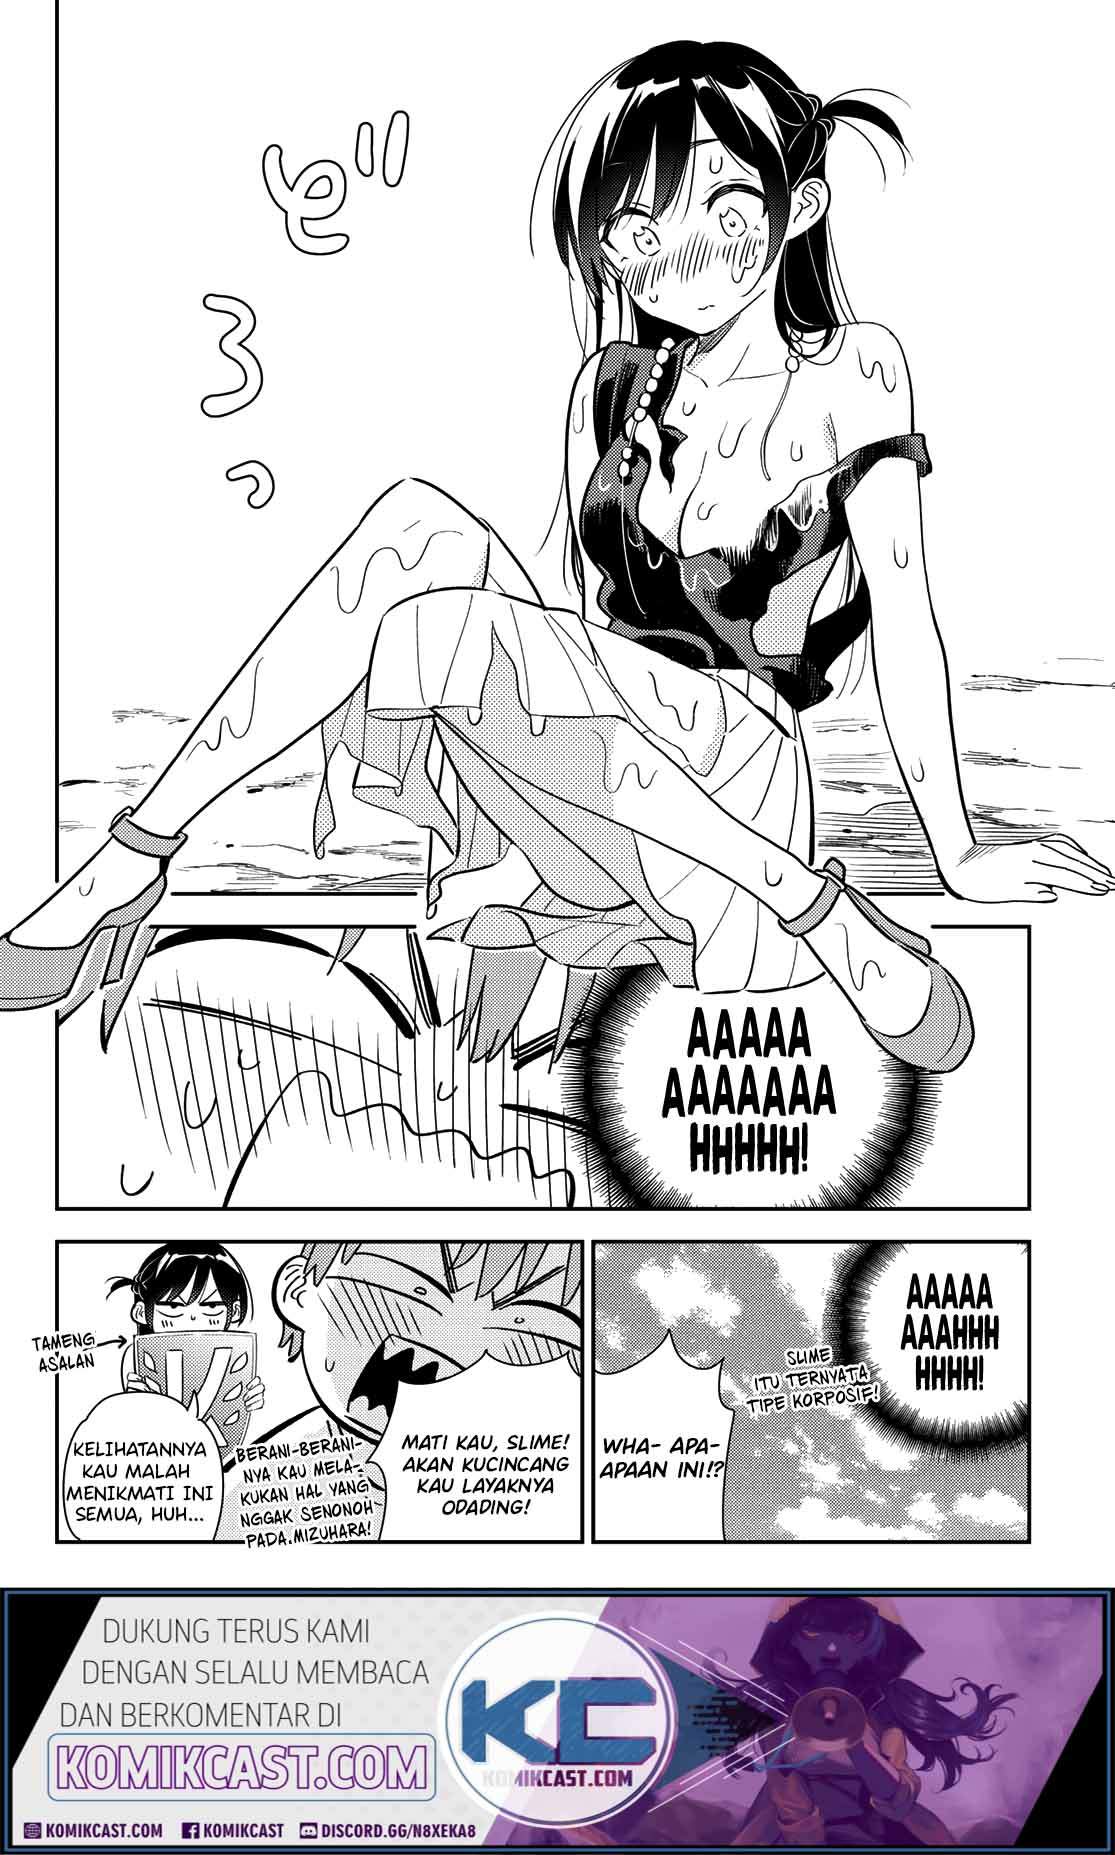 ビ
ろ
っ
AAAAA
AAAAAAA
HHHHH!
AAAAA
AAAHHH
HHHH!
SLIME
ITU TERNYATA
TIPE KORPOSIF!
WHA- APA-
APAAN INI!?
MATI KAU, SLIME!
AKAN KUCINCANG
KAU LAYAKNYA
ODADING!
BERANI-BERANI-
NYA KAU MELA-
KUKAN HAL YANG
NGGAK SENONOH
PADA MIZUHARA!
TAMENG
ASALAN
KELIHATANNYA
KAU MALAH
MENIKMATI INI
SEMUA, HUH...
DUKUNG TERUS KAMI
DENGAN SELALU MEMBACA
DAN BERKOMENTAR DI
KOMIKCAST.COM
KOMIKCAST.COM
KOMIKCAST
DISCORD.GG/N8XEKA8
KC
KOMIKCAST.COM